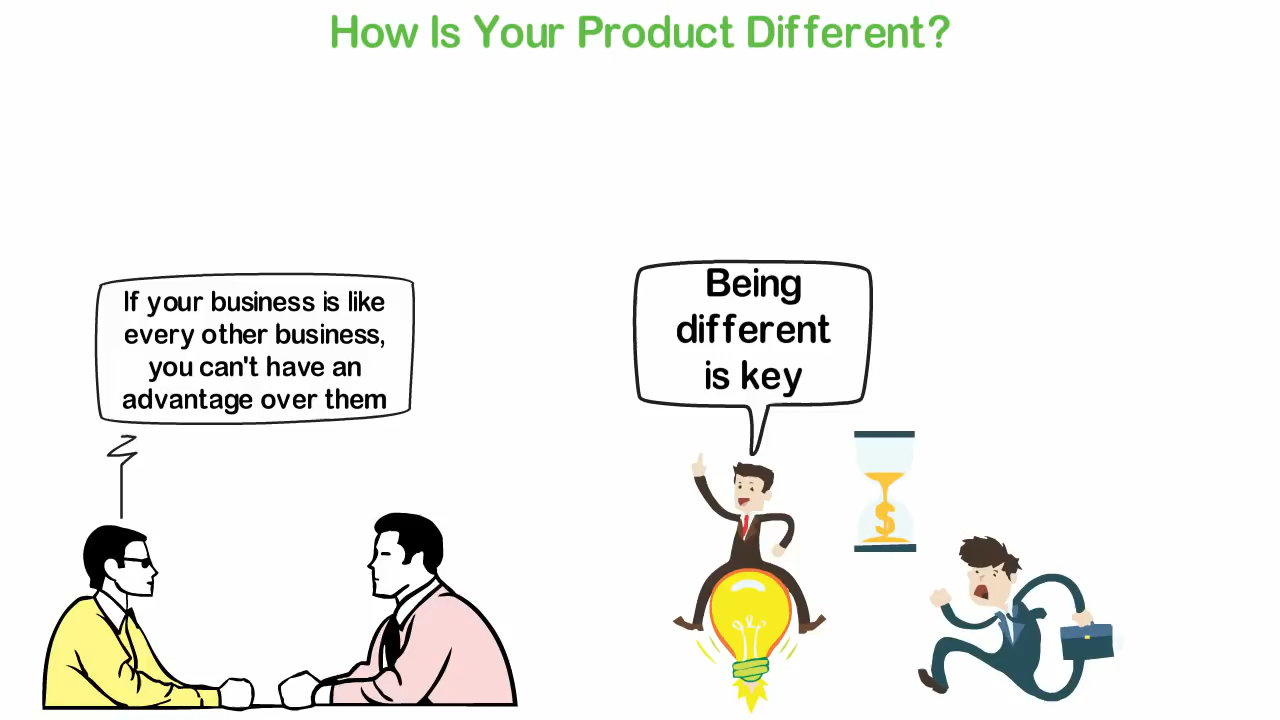 How Is Your Product Different?
If your business is like
every other business,
you can't have an
advantage over them
Being
different
is key
$